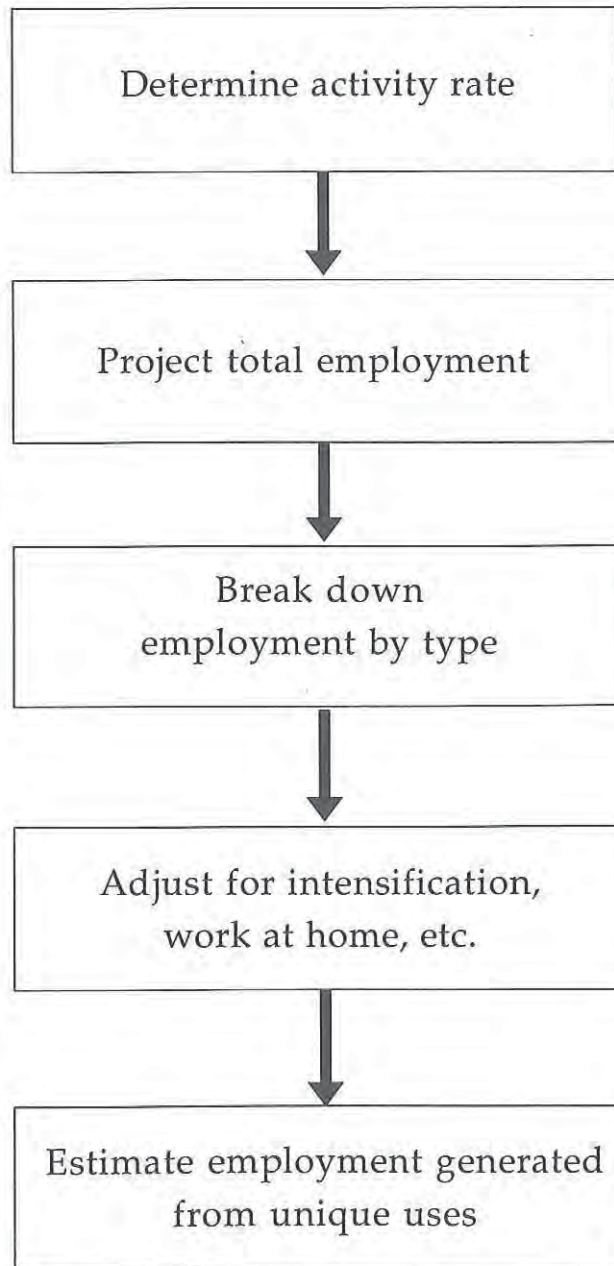 Determine activity rate
Project total employment
Break down
employment by type
Adjust for intensification,
work at home, etc.
Estimate employment generated
from unique uses